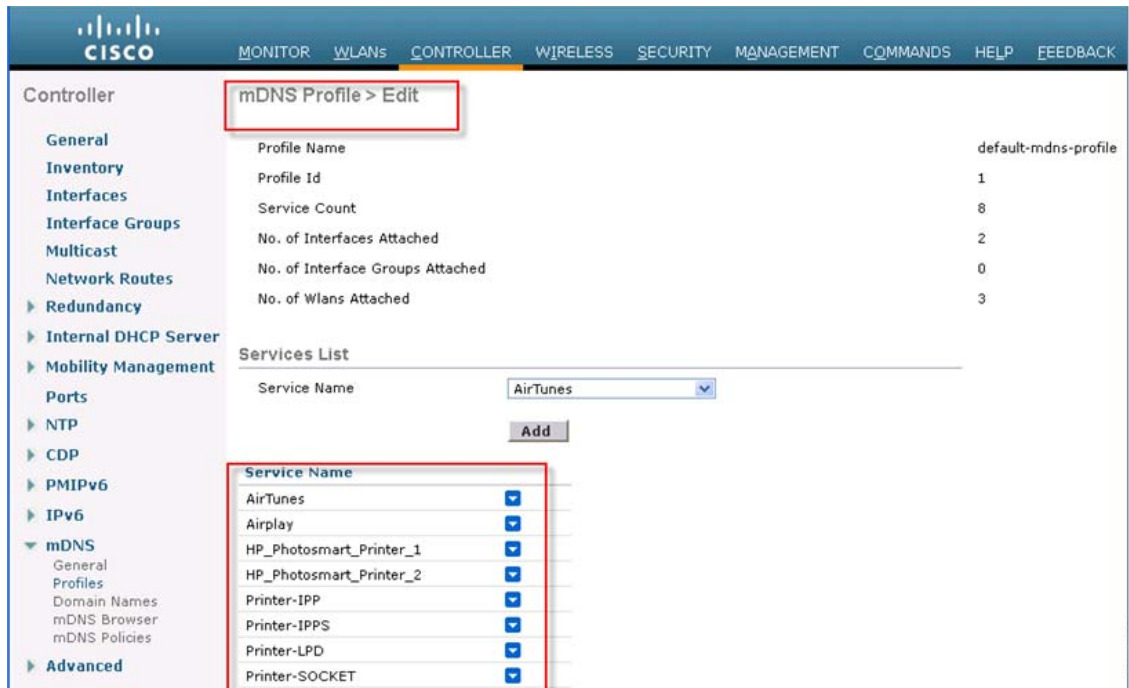 CISCO
MONITOR WLANs CONTROLLER WIRELESS SECURITY MANAGEMENT COMMANDS HELP FEEDBACK
Controller
General
Inventory
Interfaces
Interface Groups
Multicast
Network Routes
Redundancy
Internal DHCP Server
Mobility Management
Ports
NTP
CDP
PMIPv6
IPv6
mDNS
General
Profiles
Domain Names
mDNS Browser
mDNS Policies
Advanced
mDNS Profile > Edit
Profile Name default-mdns-profile
Profile Id 1
Service Count 8
No. of Interfaces Attached 2
No. of Interface Groups Attached 0
No. of Wlans Attached 3
Services List
Service Name AirTunes
Add
Service Name
AirTunes
Airplay
HP_Photosmart_Printer_1
HP_Photosmart_Printer_2
Printer-IPP
Printer-IPPS
Printer-LPD
Printer-SOCKET